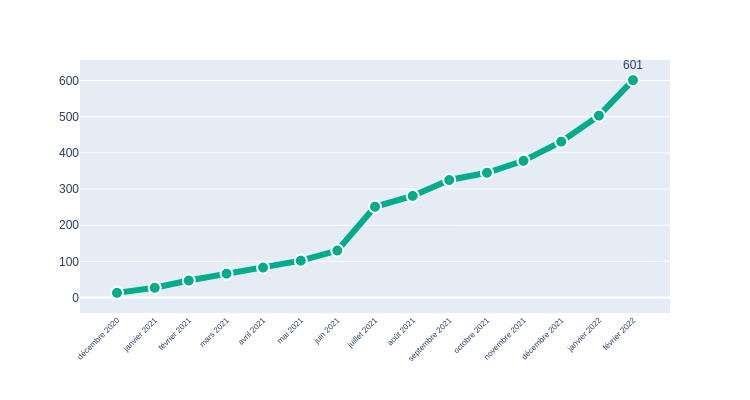 601
600
500
400
300
200
100
0
décembre 2020
janvier 2021
février 2021
mars 2021
avril 2021
mai 2021
juin 2021
juillet 2021
août 2021
septembre 2021
octobre 2021
novembre 2021
décembre 2021
janvier 2022
février 2022